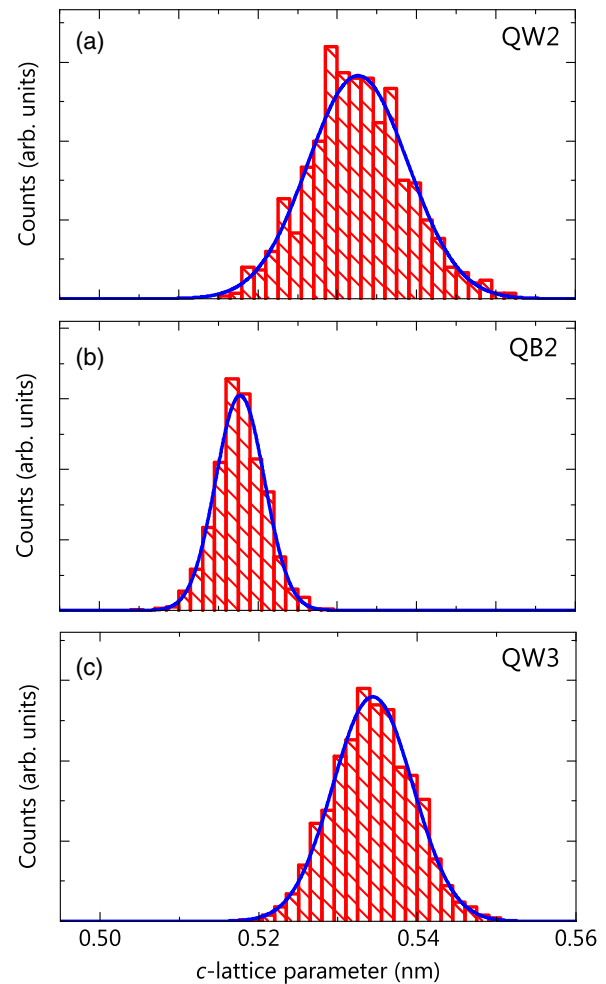 (a) QW2
Counts (arb. units)
(b) QB2
Counts (arb. units)
(c) QW3
Counts (arb. units)
0.50 0.52 0.54 0.56
c-lattice parameter (nm)